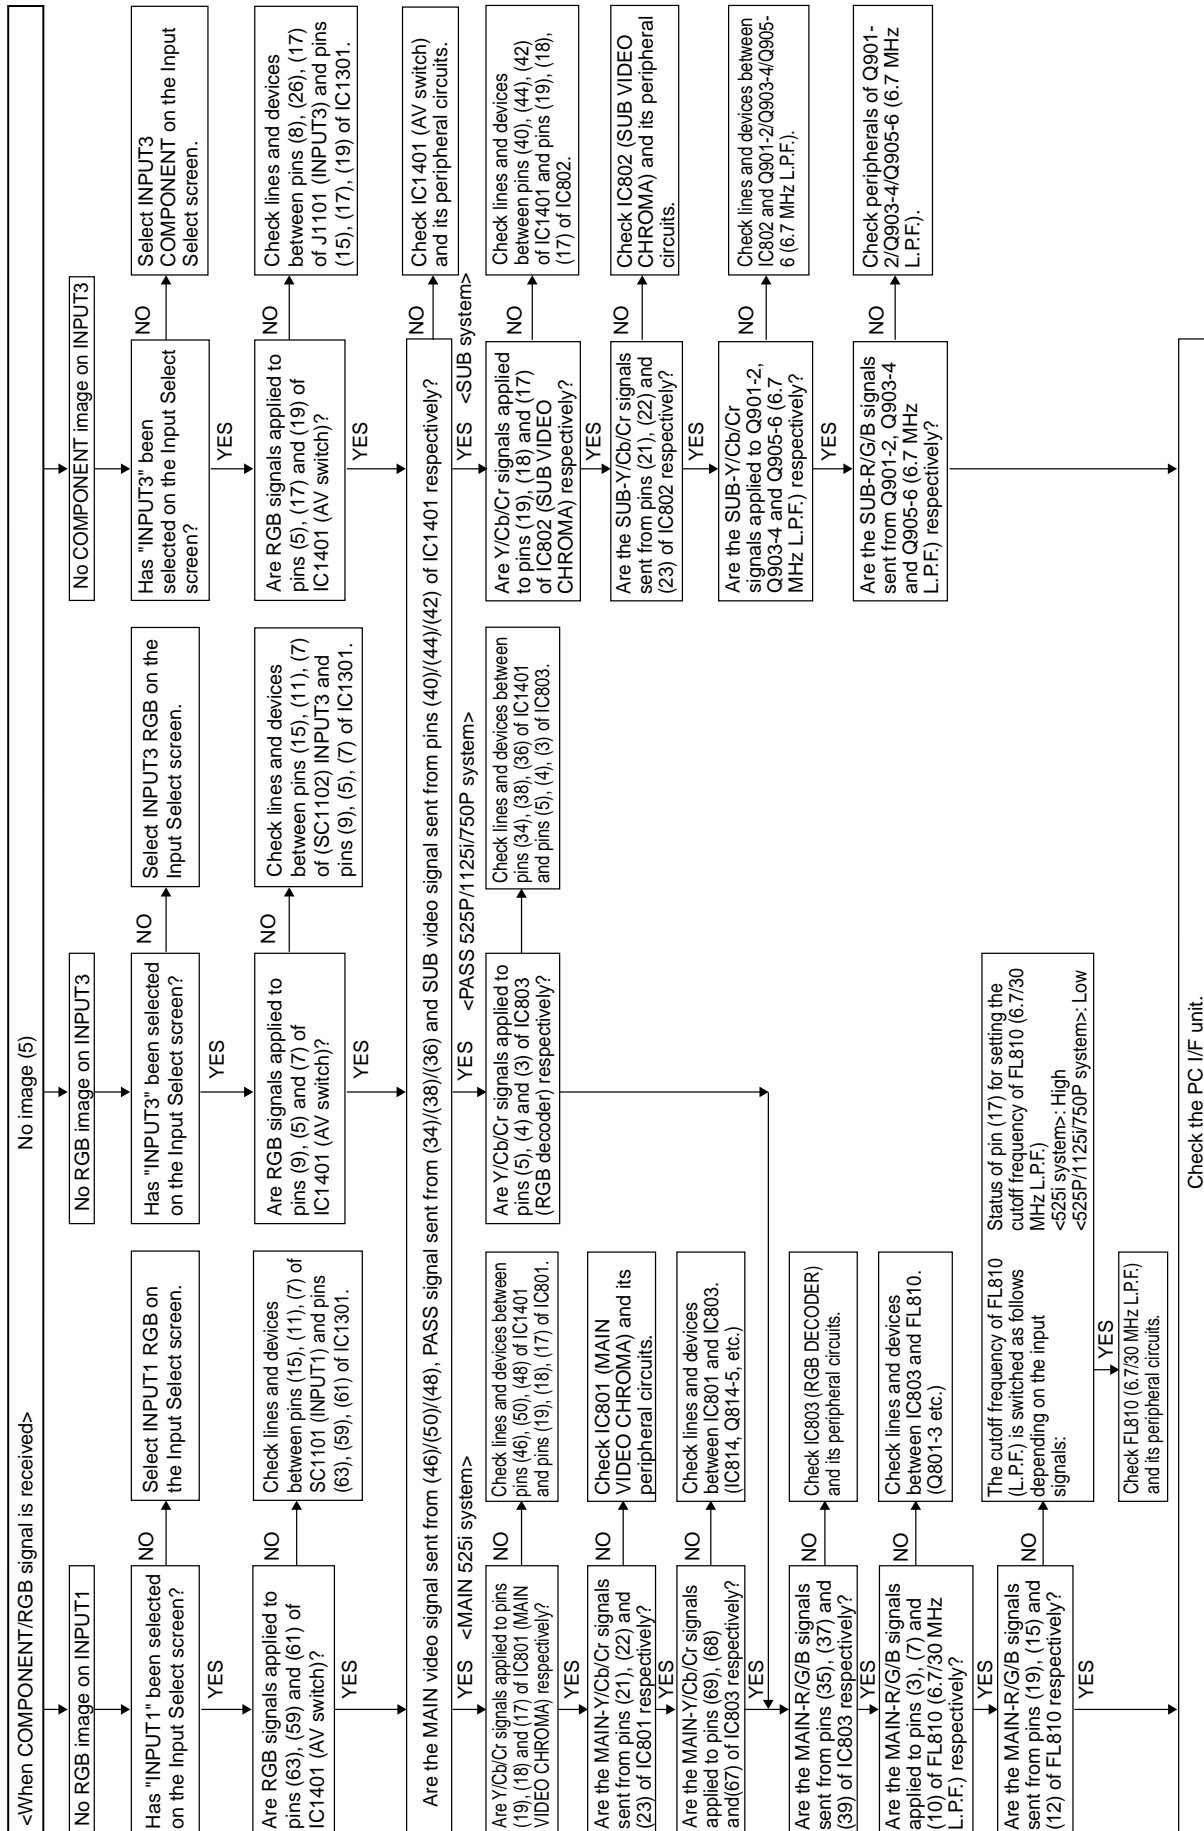 <When COMPONENT/RGB signal is received>
No image (5)
No RGB image on INPUT1
Has "INPUT1" been selected
on the Input Select screen?
NO
Select INPUT1 RGB on
the Input Select screen.
YES
Are RGB signals applied to
pins (63), (59) and (61) of
IC1401 (AV switch)?
NO
Check lines and devices
between pins (15), (11), (7) of
SC1101 (INPUT1) and pins
(63), (59), (61) of IC1301.
YES
No RGB image on INPUT3
Has "INPUT3" been selected
on the Input Select screen?
NO
Select INPUT3 RGB on the
Input Select screen.
YES
Are RGB signals applied to
pins (9), (5) and (7) of
IC1401 (AV switch)?
NO
Check lines and devices
between pins (15), (11), (7)
of (SC1102) INPUT3 and
pins (9), (5), (7) of IC1301.
YES
No COMPONENT image on INPUT3
Has "INPUT3" been
selected on the Input Select
screen?
NO
Select INPUT3
COMPONENT on the Input
Select screen.
YES
Are RGB signals applied to
pins (5), (17) and (19) of
IC1401 (AV switch)?
NO
Check lines and devices
between pins (8), (26), (17)
of J1101 (INPUT3) and pins
(15), (17), (19) of IC1301.
YES
Are the MAIN video signal sent from (46)/(50)/(48), PASS signal sent from (34)/(38)/(36) and SUB video signal sent from pins (40)/(44)/(42) of IC1401 respectively?
NO
Check IC1401 (AV switch)
and its peripheral circuits.
YES
<MAIN 525i system>
Are Y/Cb/Cr signals applied to pins
(19), (18) and (17) of IC801 (MAIN
VIDEO CHROMA) respectively?
NO
Check lines and devices between
pins (46), (50), (48) of IC1401
and pins (19), (18), (17) of IC801.
YES
Are the MAIN-Y/Cb/Cr signals
sent from pins (21), (22) and
(23) of IC801 respectively?
NO
Check IC801 (MAIN
VIDEO CHROMA) and its
peripheral circuits.
YES
Are the MAIN-Y/Cb/Cr signals
applied to pins (69), (68)
and(67) of IC803 respectively?
NO
Check lines and devices
between IC801 and IC803.
(IC814, Q814-5, etc.)
YES
YES
<PASS 525P/1125i/750P system>
Are Y/Cb/Cr signals applied to
pins (5), (4) and (3) of IC803
(RGB decoder) respectively?
NO
Check lines and devices between
pins (34), (38), (36) of IC1401
and pins (5), (4), (3) of IC803.
YES
Are the MAIN-R/G/B signals
sent from pins (35), (37) and
(39) of IC803 respectively?
NO
Check IC803 (RGB DECODER)
and its peripheral circuits.
YES
Are the MAIN-R/G/B signals
applied to pins (3), (7) and
(10) of FL810 (6.7/30 MHz
L.P.F.) respectively?
NO
Check lines and devices
between IC803 and FL810.
(Q801-3 etc.)
YES
Are the MAIN-R/G/B signals
sent from pins (19), (15) and
(12) of FL810 respectively?
NO
The cutoff frequency of FL810
(L.P.F.) is switched as follows
depending on the input
signals:
Status of pin (17) for setting the
cutoff frequency of FL810 (6.7/30
MHz L.P.F.)
<525i system>: High
<525P/1125i/750P system>: Low
YES
Check FL810 (6.7/30 MHz L.P.F.)
and its peripheral circuits.
YES
YES
<SUB system>
Are Y/Cb/Cr signals applied
to pins (19), (18) and (17)
of IC802 (SUB VIDEO
CHROMA) respectively?
NO
Check lines and devices
between pins (40), (44), (42)
of IC1401 and pins (19), (18),
(17) of IC802.
YES
Are the SUB-Y/Cb/Cr signals
sent from pins (21), (22) and
(23) of IC802 respectively?
NO
Check IC802 (SUB VIDEO
CHROMA) and its peripheral
circuits.
YES
Are the SUB-Y/Cb/Cr
signals applied to Q901-2,
Q903-4 and Q905-6 (6.7
MHz L.P.F.) respectively?
NO
Check lines and devices between
IC802 and Q901-2/Q903-4/Q905-
6 (6.7 MHz L.P.F.).
YES
Are the SUB-R/G/B signals
sent from Q901-2, Q903-4
and Q905-6 (6.7 MHz
L.P.F.) respectively?
NO
Check peripherals of Q901-
2/Q903-4/Q905-6 (6.7 MHz
L.P.F.).
Check the PC I/F unit.